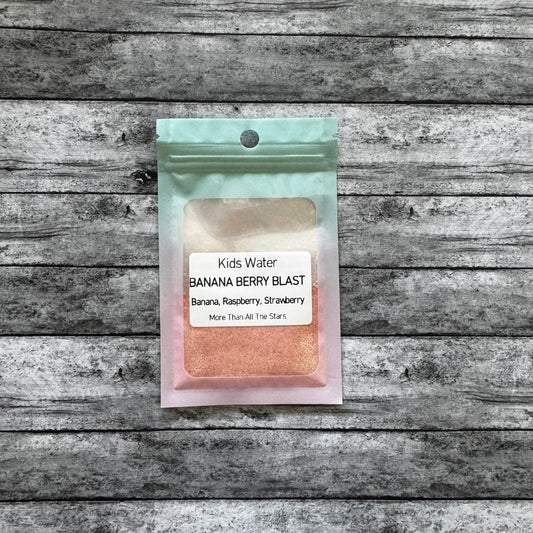 Kids Water
BANANA BERRY BLAST
Banana, Raspberry, Strawberry
More Than All The Stars